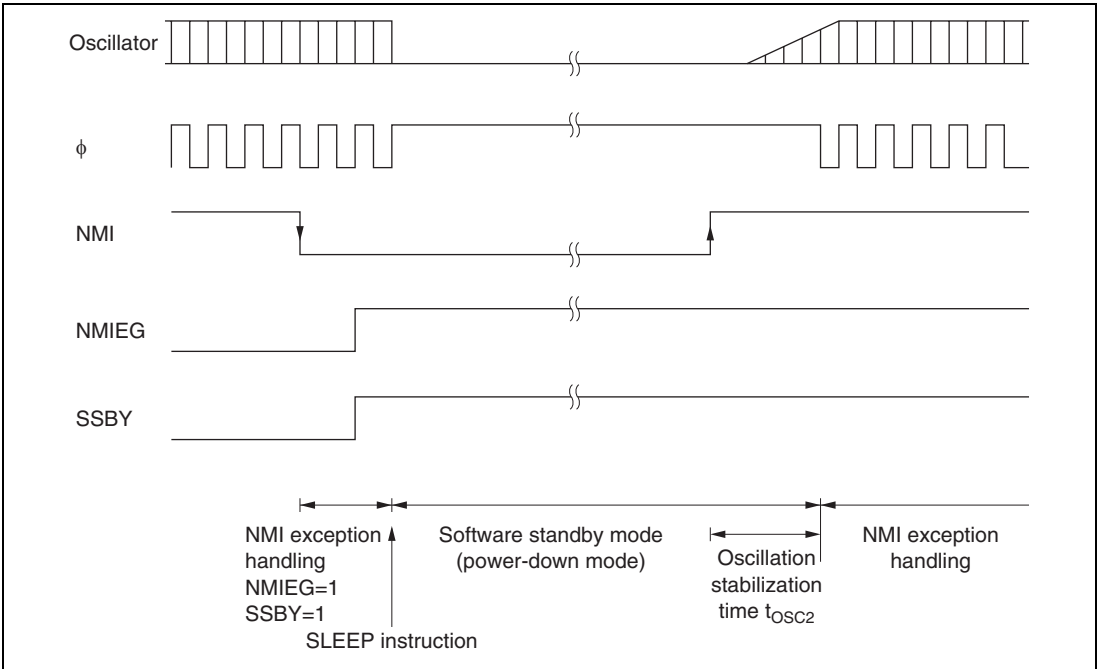 Oscillator
ϕ
NMI
NMIEG
SSBY
NMI exception
handling
NMIEG=1
SSBY=1
SLEEP instruction
Software standby mode
(power-down mode)
Oscillation
stabilization
time tOSC2
NMI exception
handling